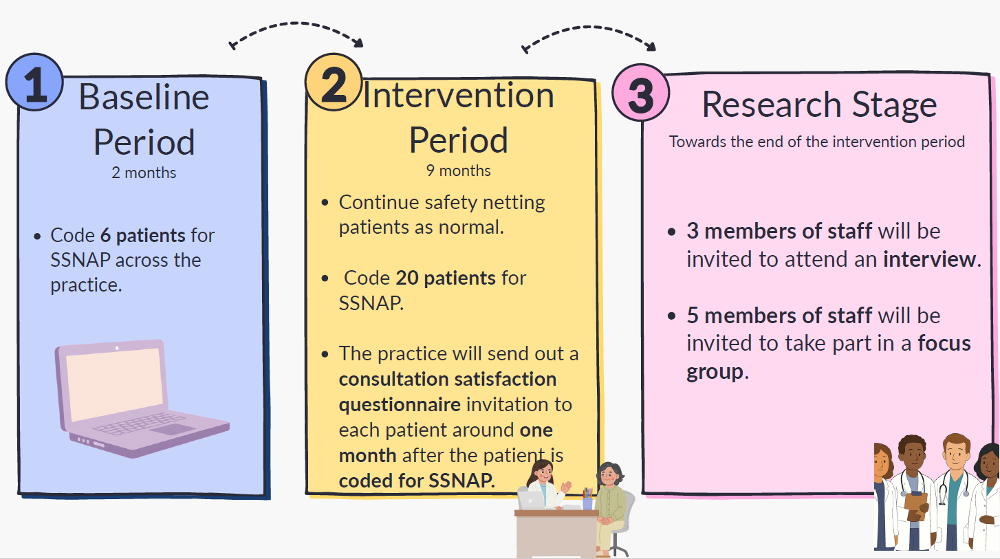 1
Baseline
Period
2 months
• Code 6 patients for
SSNAP across the
practice.
2
Intervention
Period
9 months
• Continue safety netting
patients as normal.
• Code 20 patients for
SSNAP.
• The practice will send out a
consultation satisfaction
questionnaire invitation to
each patient around one
month after the patient is
coded for SSNAP.
3
Research Stage
Towards the end of the intervention period
• 3 members of staff will be
invited to attend an interview.
• 5 members of staff will be
invited to take part in a focus
group.